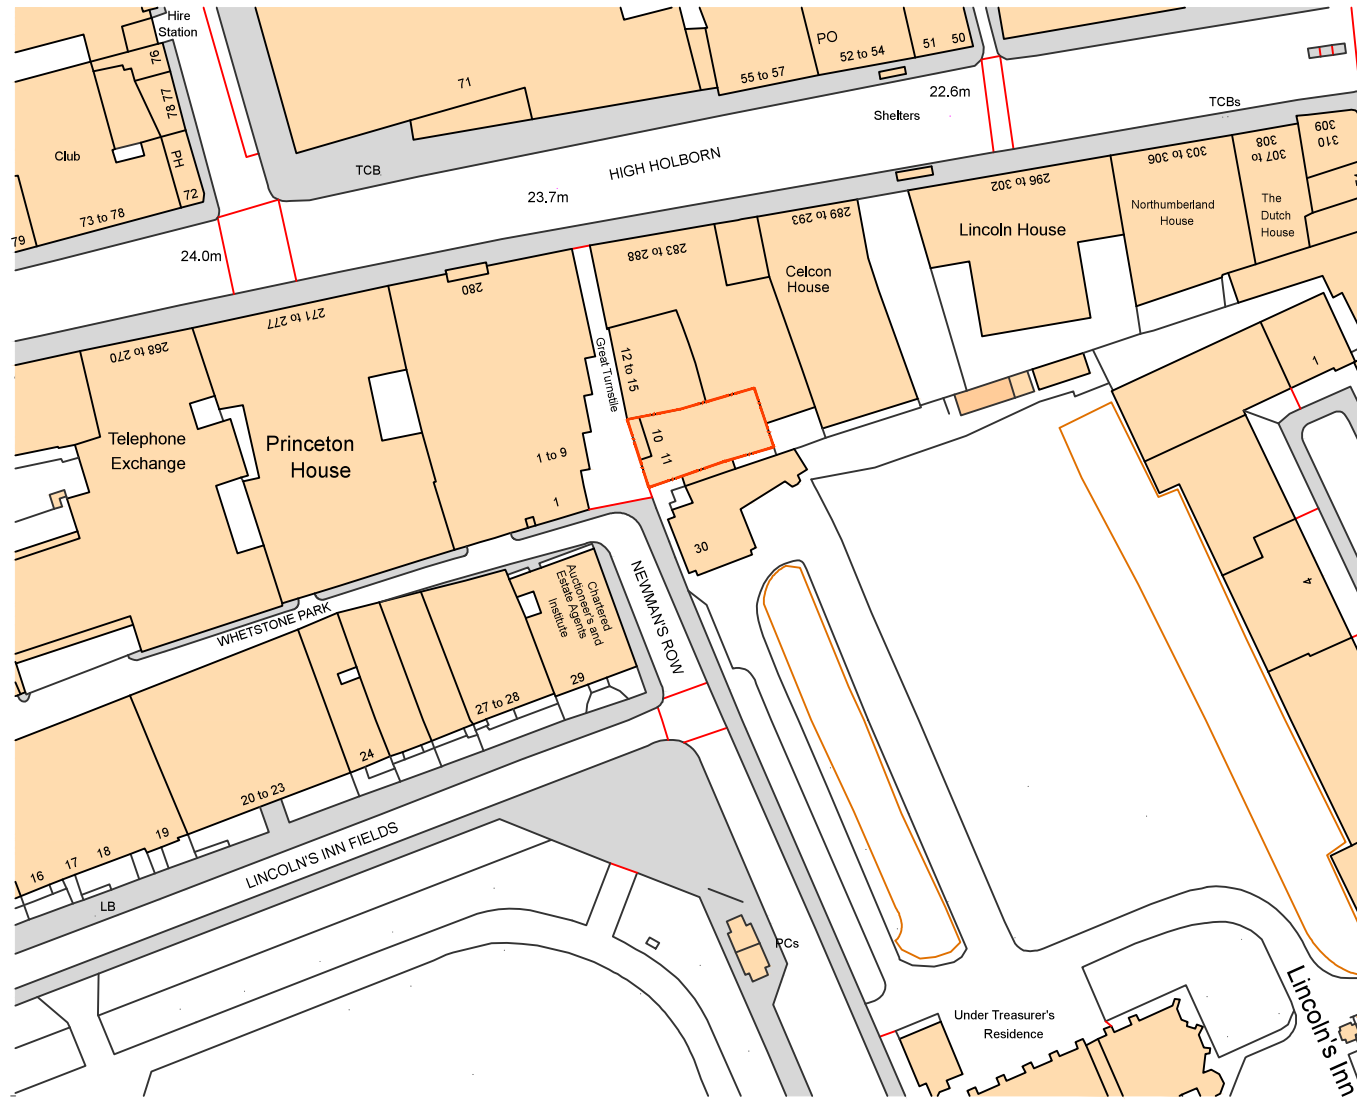 Hire
Station
76
77
78
PH
72
Club
73 to 78
79
71
PO
55 to 57
52 to 54
51
50
22.6m
Shelters
TCBs
TCB
HIGH HOLBORN
23.7m
24.0m
309
310
307 to
308
303 to 306
296 to 302
289 to
293
283 to
288
280
271 to
277
268 to
270
Lincoln House
Northumberland
House
The
Dutch
House
Celcon
House
Great Turnstile
12 to 15
10
11
Telephone
Exchange
Princeton
House
1 to 9
1
1
30
4
Chartered
Auctioneer's and
Estate Agents
Institute
NEWMAN'S ROW
WHETSTONE PARK
29
27 to 28
24
20 to 23
19
18
17
16
LB
LINCOLN'S INN FIELDS
PCs
Under Treasurer's
Residence
Lincoln's Inn